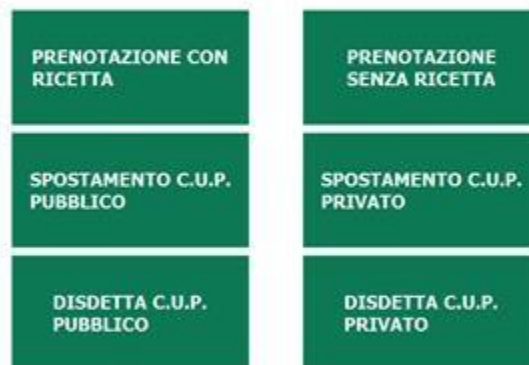 PRENOTAZIONE CON
RICETTA
PRENOTAZIONE
SENZA RICETTA
SPOSTAMENTO C.U.P.
PUBBLICO
SPOSTAMENTO C.U.P.
PRIVATO
DISDETTA C.U.P.
PUBBLICO
DISDETTA C.U.P.
PRIVATO